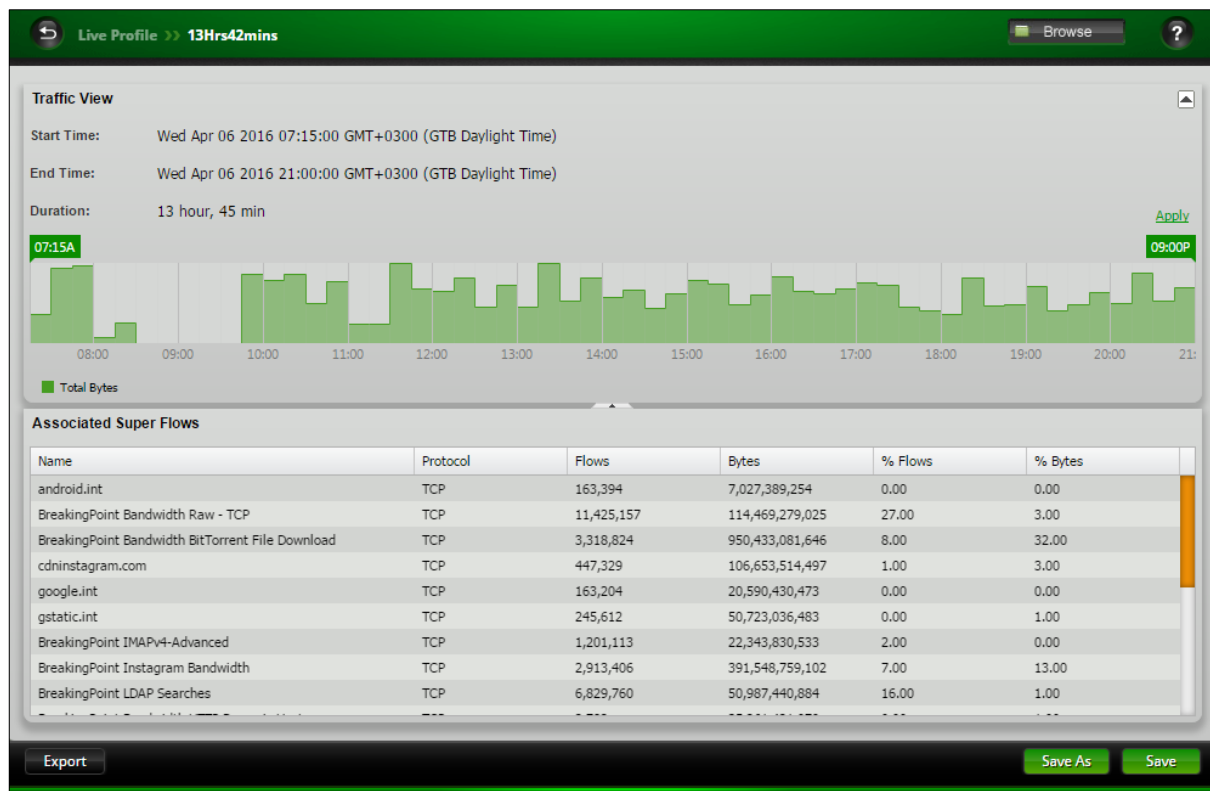 Live Profile >> 13Hrs42mins
Browse
?
Traffic View
Start Time: Wed Apr 06 2016 07:15:00 GMT+0300 (GTB Daylight Time)
End Time: Wed Apr 06 2016 21:00:00 GMT+0300 (GTB Daylight Time)
Duration: 13 hour, 45 min
Apply
07:15A 09:00P
08:00 09:00 10:00 11:00 12:00 13:00 14:00 15:00 16:00 17:00 18:00 19:00 20:00 21:
Total Bytes
Associated Super Flows
Name Protocol Flows Bytes % Flows % Bytes
android.int TCP 163,394 7,027,389,254 0.00 0.00
BreakingPoint Bandwidth Raw - TCP TCP 11,425,157 114,469,279,025 27.00 3.00
BreakingPoint Bandwidth BitTorrent File Download TCP 3,318,824 950,433,081,646 8.00 32.00
cdninstagram.com TCP 447,329 106,653,514,497 1.00 3.00
google.int TCP 163,204 20,590,430,473 0.00 0.00
gstatic.int TCP 245,612 50,723,036,483 0.00 1.00
BreakingPoint IMAPv4-Advanced TCP 1,201,113 22,343,830,533 2.00 0.00
BreakingPoint Instagram Bandwidth TCP 2,913,406 391,548,759,102 7.00 13.00
BreakingPoint LDAP Searches TCP 6,829,760 50,987,440,884 16.00 1.00
Export
Save As
Save